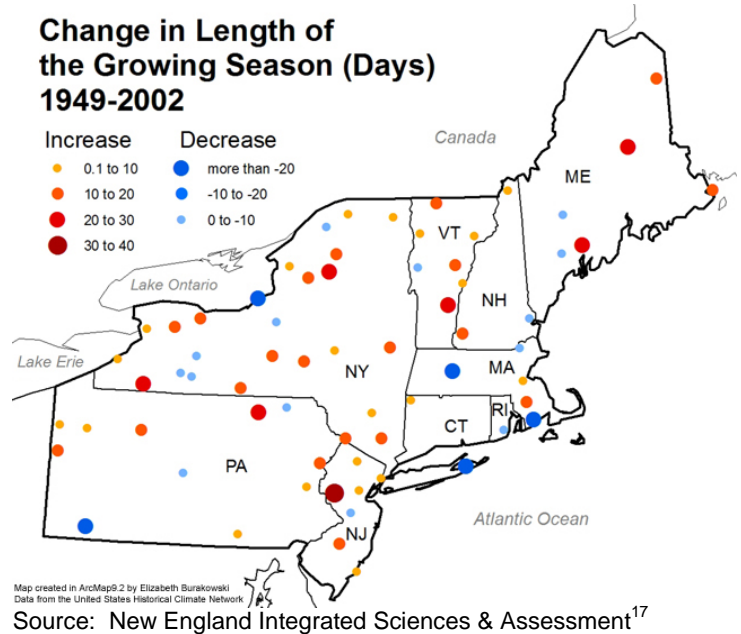 Change in Length of
the Growing Season (Days)
1949-2002
Increase
Decrease
0.1 to 10
more than -20
10 to 20
-10 to -20
20 to 30
0 to -10
30 to 40
Canada
ME
VT
Lake Ontario
NH
Lake Erie
NY
MA
CT
RI
PA
NJ
Atlantic Ocean
Map created in ArcMap9.2 by Elizabeth Burakowski
Data from the United States Historical Climate Network
Source: New England Integrated Sciences & Assessment17